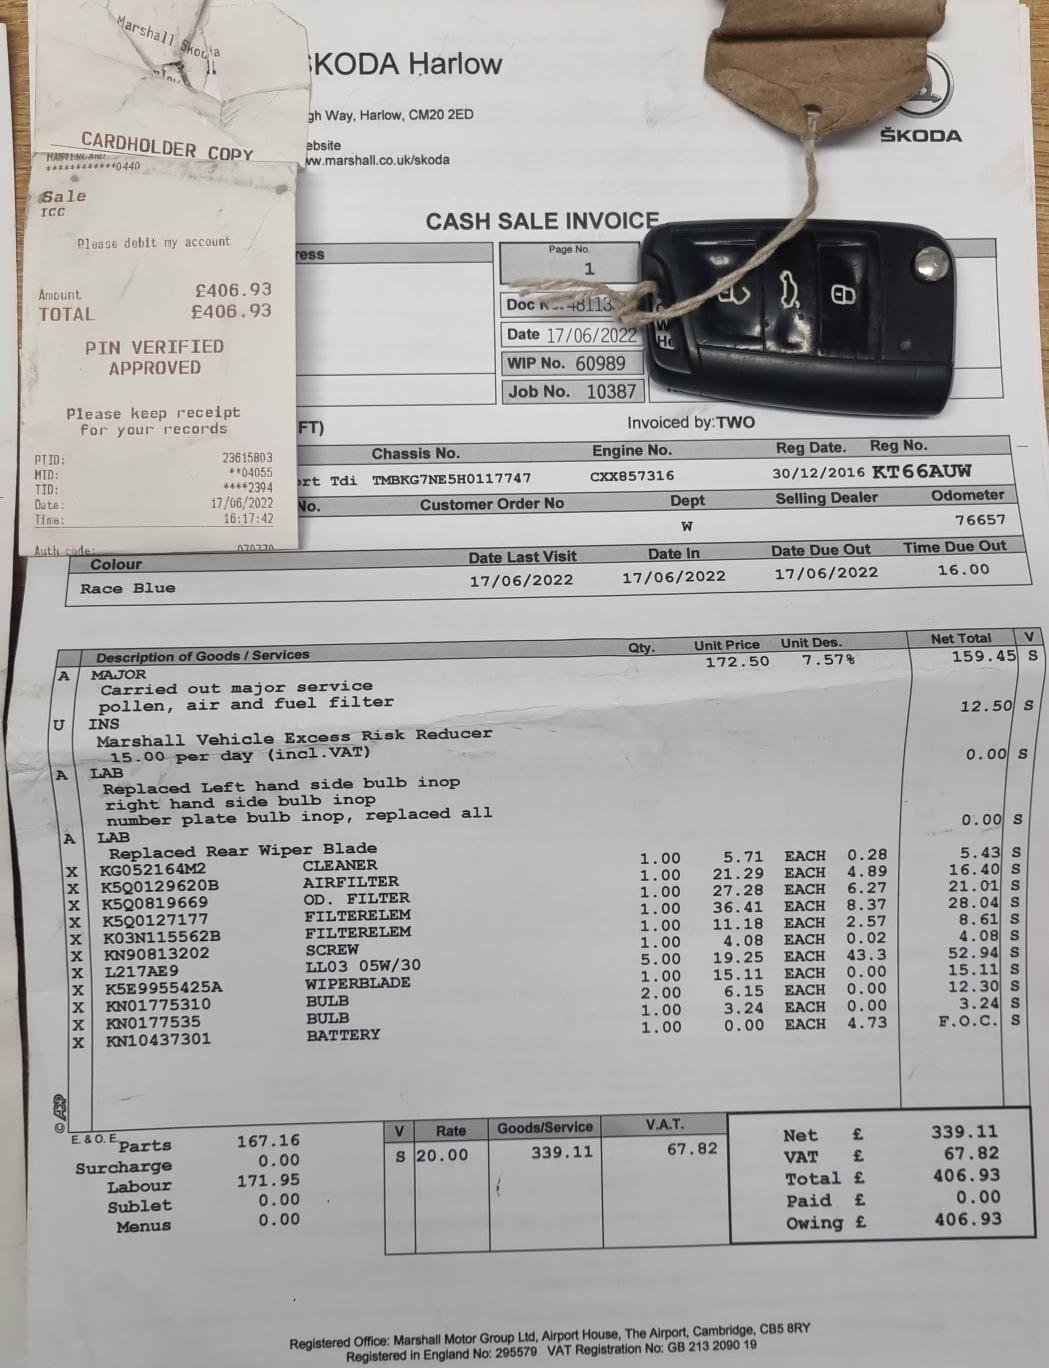 Marshall Skoda
CARDHOLDER COPY
MASTERCARD
************0440
Sale
ICC
Please debit my account
Amount £406.93
TOTAL £406.93
PIN VERIFIED
APPROVED
Please keep receipt
for your records
PTID: 23615803
MID: **04055
TID: ****2394
Date: 17/06/2022
Time: 16:17:42
Auth code:
SKODA Harlow
gh Way, Harlow, CM20 2ED
ebsite
ww.marshall.co.uk/skoda
ŠKODA
CASH SALE INVOICE
ress
Page No.
1
Doc 48113
Date 17/06/2022
WIP No. 60989
Job No. 10387
FT)
Invoiced by:TWO
Chassis No. Engine No. Reg Date. Reg No.
ort Tdi TMBKG7NE5H0117747 CXX857316 30/12/2016 KT66AUW
No. Customer Order No Dept Selling Dealer Odometer
W 76657
Colour Date Last Visit Date In Date Due Out Time Due Out
Race Blue 17/06/2022 17/06/2022 17/06/2022 16.00
Description of Goods / Services Qty. Unit Price Unit Des. Net Total V
A MAJOR 172.50 7.57% 159.45 S
Carried out major service
pollen, air and fuel filter
U INS 12.50 S
Marshall Vehicle Excess Risk Reducer
15.00 per day (incl.VAT)
A LAB 0.00 S
Replaced Left hand side bulb inop
right hand side bulb inop
number plate bulb inop, replaced all
A LAB 0.00 S
Replaced Rear Wiper Blade
X KG052164M2 CLEANER 1.00 5.71 EACH 0.28 5.43 S
X K5Q0129620B AIRFILTER 1.00 21.29 EACH 4.89 16.40 S
X K5Q0819669 OD. FILTER 1.00 27.28 EACH 6.27 21.01 S
X K5Q0127177 FILTERELEM 1.00 36.41 EACH 8.37 28.04 S
X K03N115562B FILTERELEM 1.00 11.18 EACH 2.57 8.61 S
X KN90813202 SCREW 1.00 4.08 EACH 0.02 4.08 S
X L217AE9 LL03 05W/30 5.00 19.25 EACH 43.3 52.94 S
X K5E9955425A WIPERBLADE 1.00 15.11 EACH 0.00 15.11 S
X KN01775310 BULB 2.00 6.15 EACH 0.00 12.30 S
X KN0177535 BULB 1.00 3.24 EACH 0.00 3.24 S
X KN10437301 BATTERY 1.00 0.00 EACH 4.73 F.O.C. S
E. & O. E.
Parts 167.16
Surcharge 0.00
Labour 171.95
Sublet 0.00
Menus 0.00
V Rate Goods/Service V.A.T.
S 20.00 339.11 67.82
Net £ 339.11
VAT £ 67.82
Total £ 406.93
Paid £ 0.00
Owing £ 406.93
Registered Office: Marshall Motor Group Ltd, Airport House, The Airport, Cambridge, CB5 8RY
Registered in England No: 295579 VAT Registration No: GB 213 2090 19